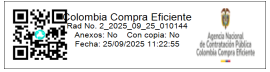 Colombia Compra Eficiente
Rad No. 2_2025_09_25_010144
Anexos: No Con copia: No
Fecha: 25/09/2025 11:22:55
Agencia Nacional
de Contratación Pública
Colombia Compra Eficiente